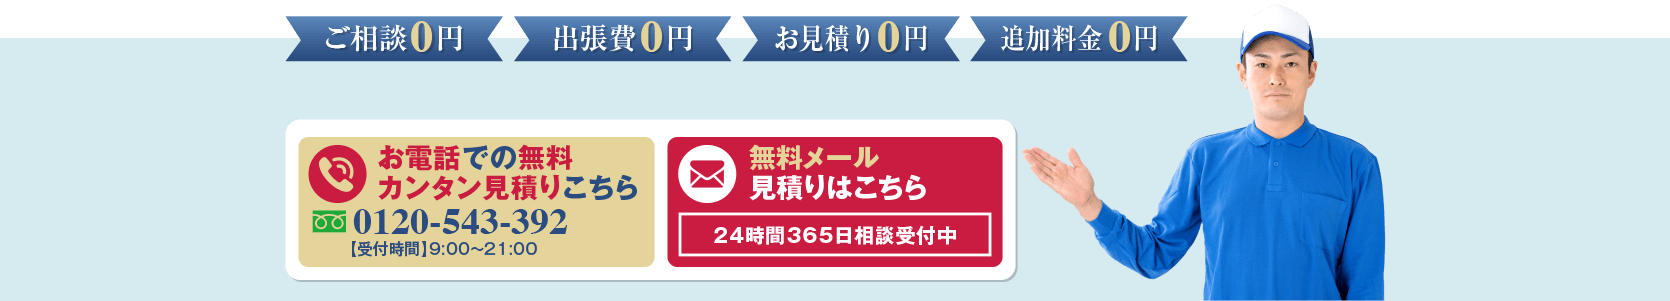 ご相談0円
出張費0円
お見積り0円
追加料金0円
お電話での無料
カンタン見積りこちら
0120-543-392
【受付時間】9:00～21:00
無料メール
見積りはこちら
24時間365日相談受付中